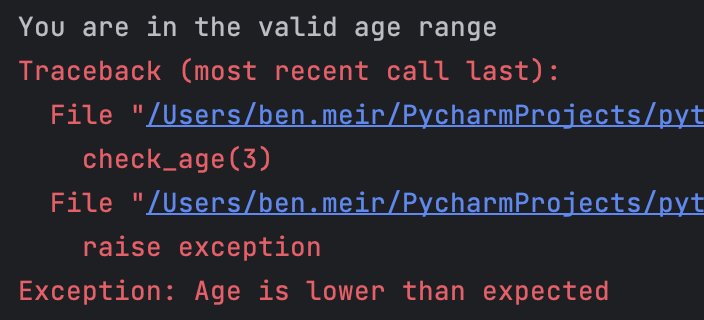 You are in the valid age range
Traceback (most recent call last):
  File "/Users/ben.meir/PycharmProjects/pyt
    check_age(3)
  File "/Users/ben.meir/PycharmProjects/pyt
    raise exception
Exception: Age is lower than expected